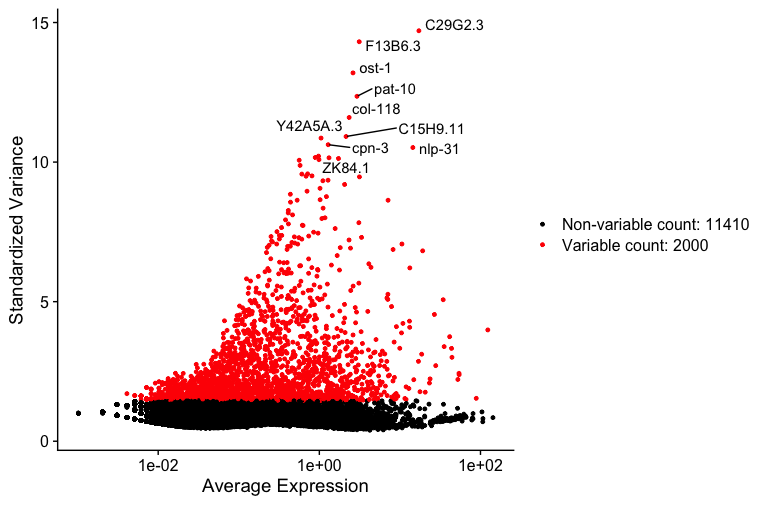 15
C29G2.3
F13B6.3
ost-1
pat-10
col-118
Y42A5A.3
C15H9.11
cpn-3
nlp-31
10
ZK84.1
Standardized Variance
Non-variable count: 11410
Variable count: 2000
5
0
1e-02
1e+00
1e+02
Average Expression